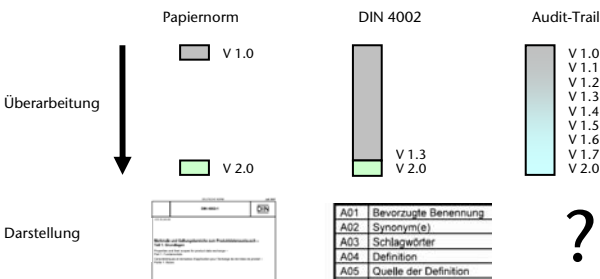 Papiernorm
DIN 4002
Audit-Trail
V 1.0
V 1.0
V 1.1
V 1.2
V 1.3
V 1.4
V 1.5
V 1.6
V 1.7
V 2.0
Überarbeitung
V 2.0
V 1.3
V 2.0
Darstellung
DIN
A01 Bevorzugte Benennung
A02 Synonym(e)
A03 Schlagwörter
A04 Definition
A05 Quelle der Definition
?